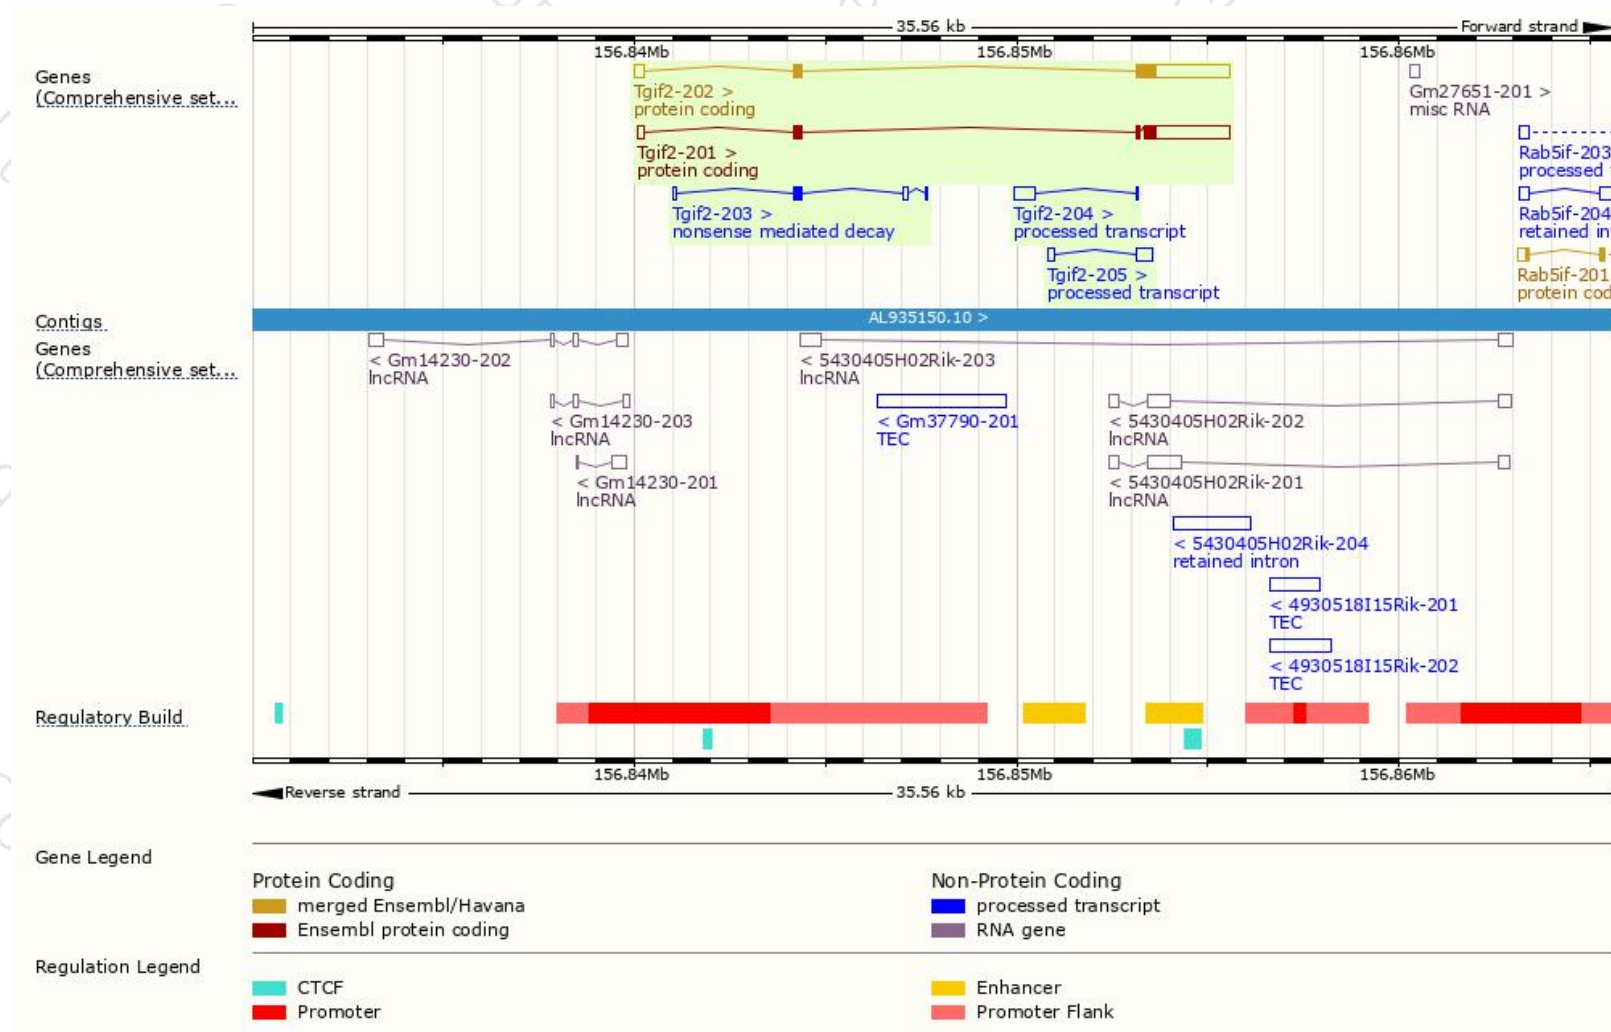 35.56 kb
Forward strand
156.84Mb 156.85Mb 156.86Mb
Genes
(Comprehensive set...
Tgif2-202 >
protein coding
Gm27651-201 >
misc RNA
Tgif2-201 >
protein coding
Rab5if-203
processed
Tgif2-203 >
nonsense mediated decay
Tgif2-204 >
processed transcript
Rab5if-204
retained in
Tgif2-205 >
processed transcript
Rab5if-201
protein cod
Contigs
AL935150.10 >
Genes
(Comprehensive set...
< Gm14230-202
lncRNA
< 5430405H02Rik-203
lncRNA
< Gm14230-203
lncRNA
< Gm37790-201
TEC
< 5430405H02Rik-202
lncRNA
< Gm14230-201
lncRNA
< 5430405H02Rik-201
lncRNA
< 5430405H02Rik-204
retained intron
< 4930518I15Rik-201
TEC
< 4930518I15Rik-202
TEC
Regulatory Build
156.84Mb 156.85Mb 156.86Mb
Reverse strand
35.56 kb
Gene Legend
Protein Coding
merged Ensembl/Havana
Ensembl protein coding
Non-Protein Coding
processed transcript
RNA gene
Regulation Legend
CTCF
Promoter
Enhancer
Promoter Flank